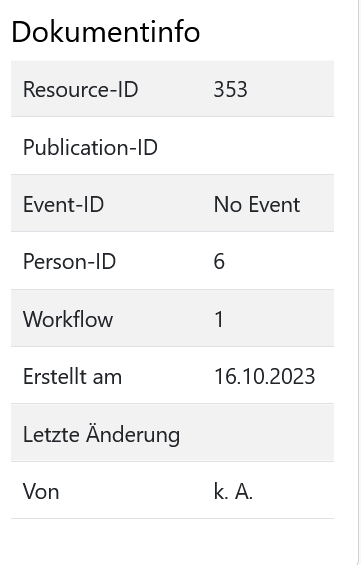 Dokumentinfo
Resource-ID 353
Publication-ID
Event-ID No Event
Person-ID 6
Workflow 1
Erstellt am 16.10.2023
Letzte Änderung
Von k. A.